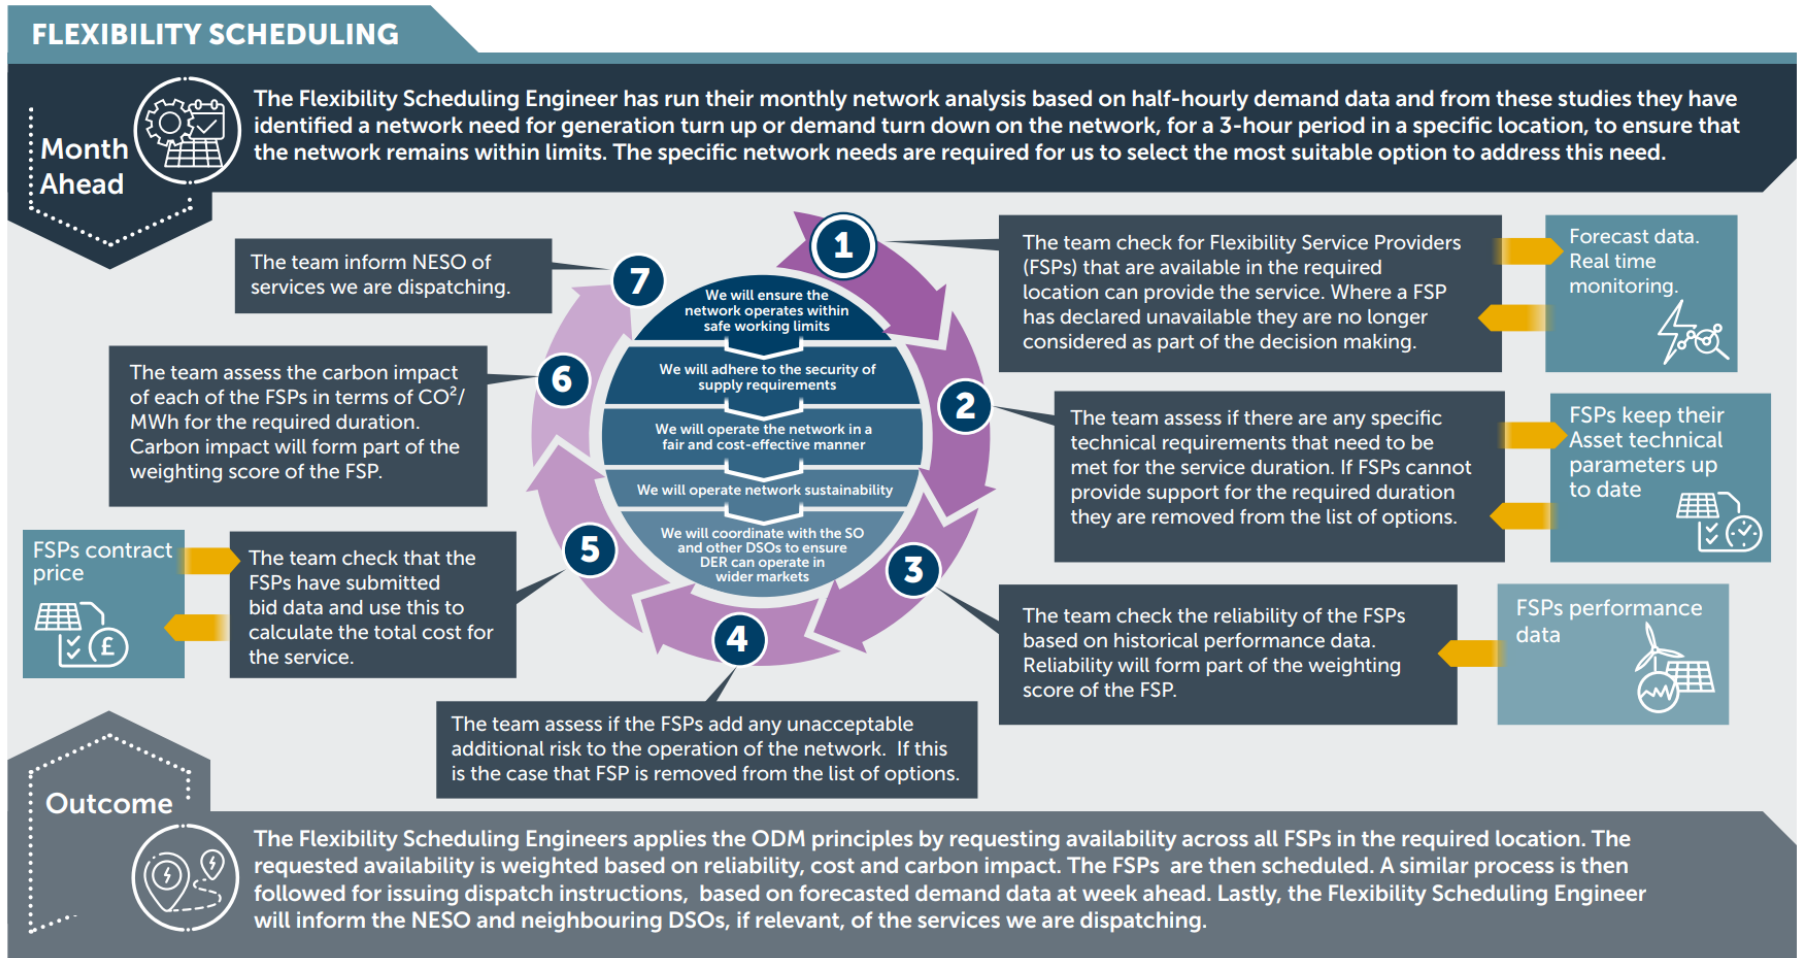 FLEXIBILITY SCHEDULING
Month
Ahead
The Flexibility Scheduling Engineer has run their monthly network analysis based on half-hourly demand data and from these studies they have
identified a network need for generation turn up or demand turn down on the network, for a 3-hour period in a specific location, to ensure that
the network remains within limits. The specific network needs are required for us to select the most suitable option to address this need.
1
The team check for Flexibility Service Providers
(FSPs) that are available in the required
location can provide the service. Where a FSP
has declared unavailable they are no longer
considered as part of the decision making.
Forecast data.
Real time
monitoring.
2
The team assess if there are any specific
technical requirements that need to be
met for the service duration. If FSPs cannot
provide support for the required duration
they are removed from the list of options.
FSPs keep their
Asset technical
parameters up
to date
3
The team check the reliability of the FSPs
based on historical performance data.
Reliability will form part of the weighting
score of the FSP.
FSPs performance
data
4
The team assess if the FSPs add any unacceptable
additional risk to the operation of the network.  If this
is the case that FSP is removed from the list of options.
5
The team check that the
FSPs have submitted
bid data and use this to
calculate the total cost for
the service.
FSPs contract
price
£
6
The team assess the carbon impact
of each of the FSPs in terms of CO²/
MWh for the required duration.
Carbon impact will form part of the
weighting score of the FSP.
7
The team inform NESO of
services we are dispatching.
We will ensure the
network operates within
safe working limits
We will adhere to the security of
supply requirements
We will operate the network in a
fair and cost-effective manner
We will operate network sustainability
We will coordinate with the SO
and other DSOs to ensure
DER can operate in
wider markets
Outcome
The Flexibility Scheduling Engineers applies the ODM principles by requesting availability across all FSPs in the required location. The
requested availability is weighted based on reliability, cost and carbon impact. The FSPs  are then scheduled. A similar process is then
followed for issuing dispatch instructions,  based on forecasted demand data at week ahead. Lastly, the Flexibility Scheduling Engineer
will inform the NESO and neighbouring DSOs, if relevant, of the services we are dispatching.